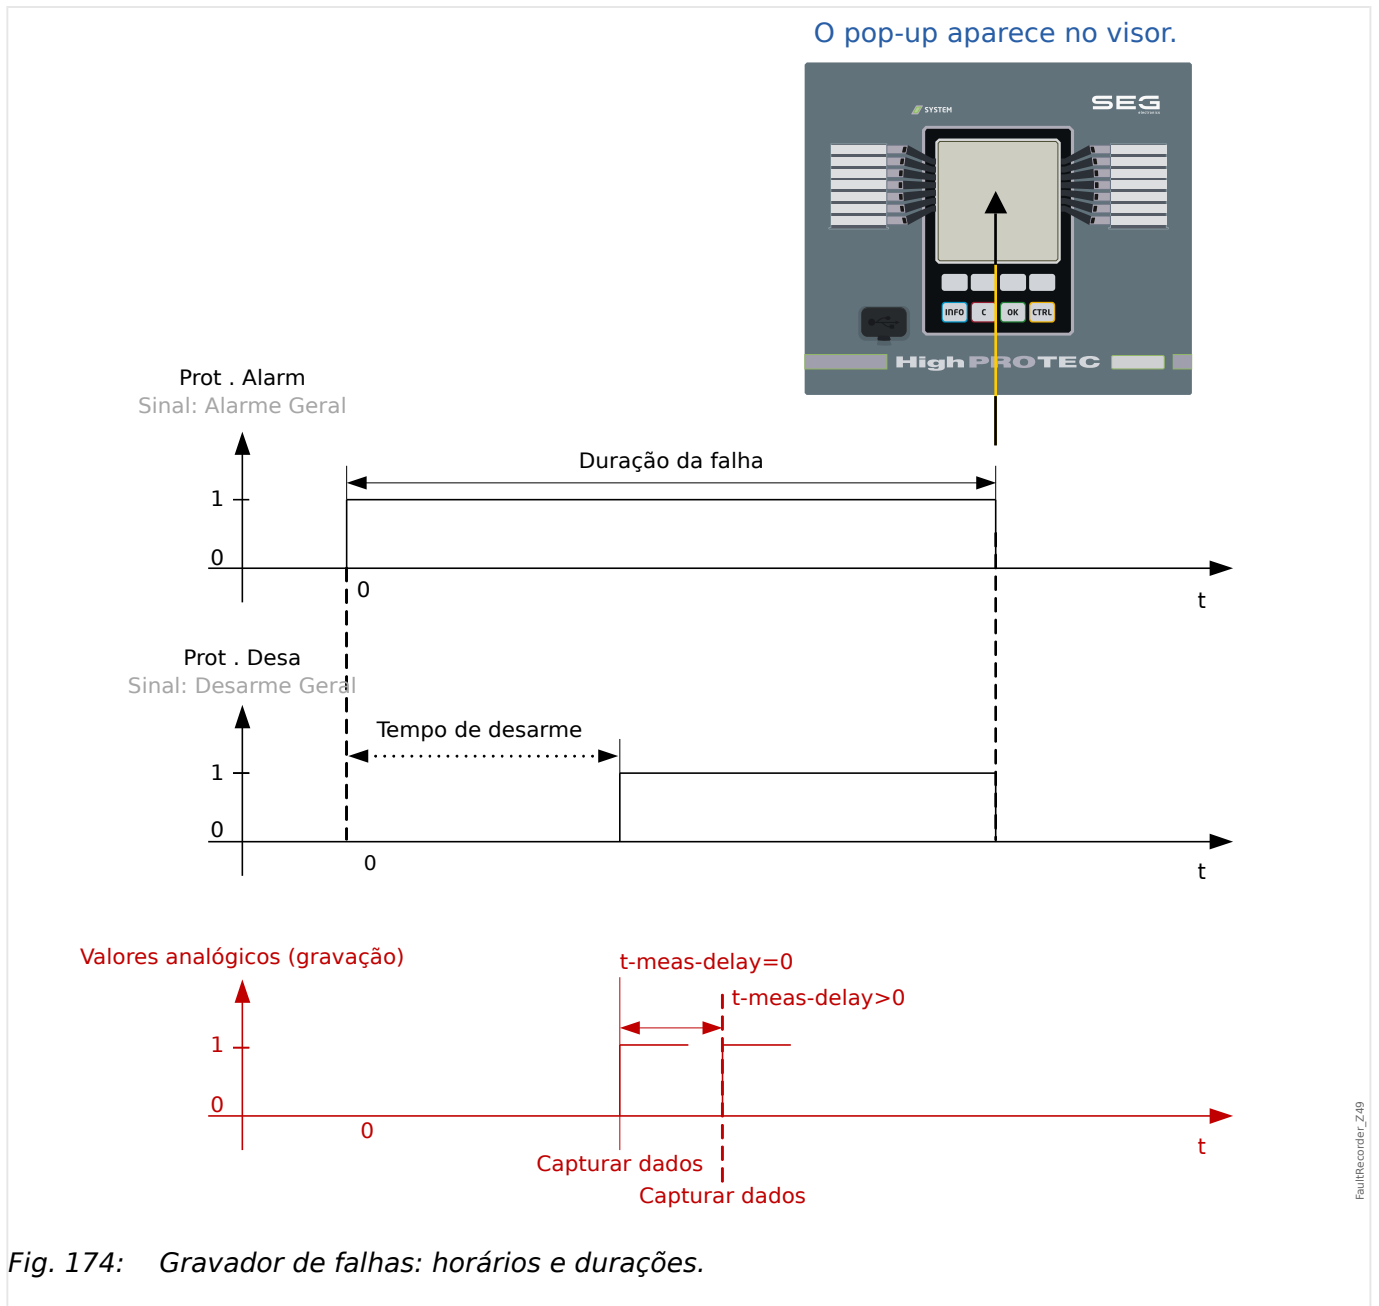 O pop-up aparece no visor.
SYSTEM
SEG
electronics
INFO
C
OK
CTRL
HighPROTEC
Prot . Alarm
Sinal: Alarme Geral
Duração da falha
1
0
0
t
Prot . Desa
Sinal: Desarme Geral
Tempo de desarme
1
0
0
t
Valores analógicos (gravação)
t-meas-delay=0
t-meas-delay>0
1
0
0
t
Capturar dados
Capturar dados
FaultRecorder_Z49
Fig. 174: Gravador de falhas: horários e durações.